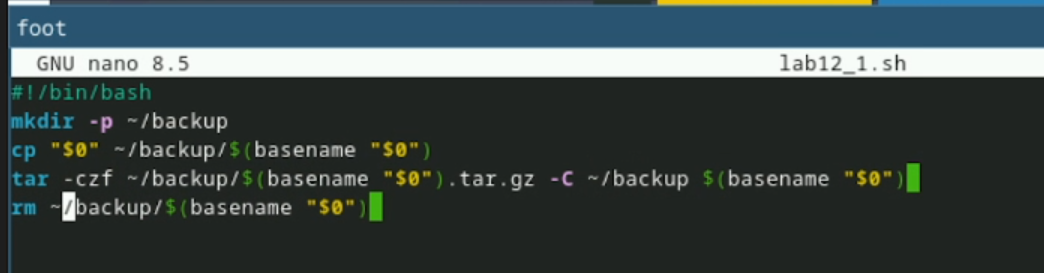 foot
GNU nano 8.5 lab12_1.sh
#!/bin/bash
mkdir -p ~/backup
cp "$0" ~/backup/$(basename "$0")
tar -czf ~/backup/$(basename "$0").tar.gz -C ~/backup $(basename "$0")
rm ~/backup/$(basename "$0")